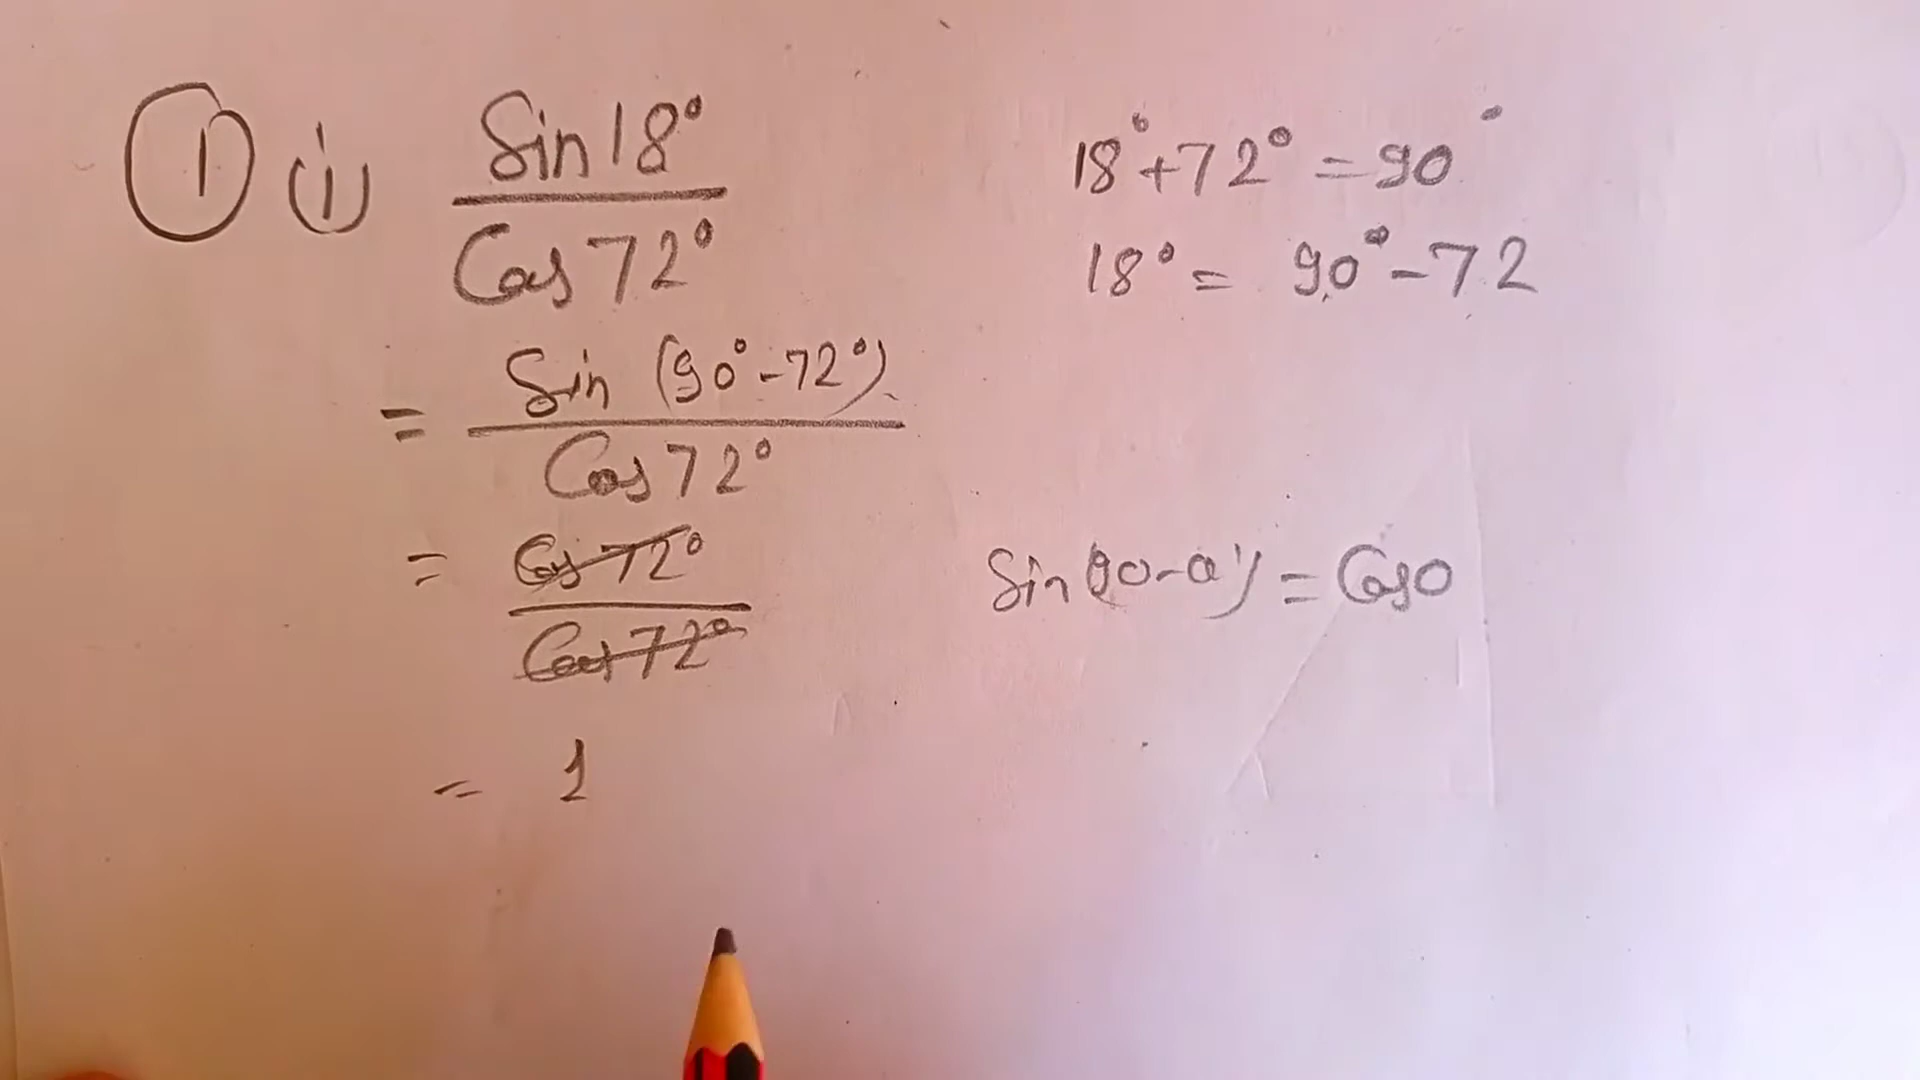 ① (i) Sin 18° / Cos 72°
18° + 72° = 90°
18° = 90° - 72
= Sin (90° - 72°) / Cos 72°
= Cos 72° / Cos 72°
Sin (90 - θ) = Cos θ
= 1